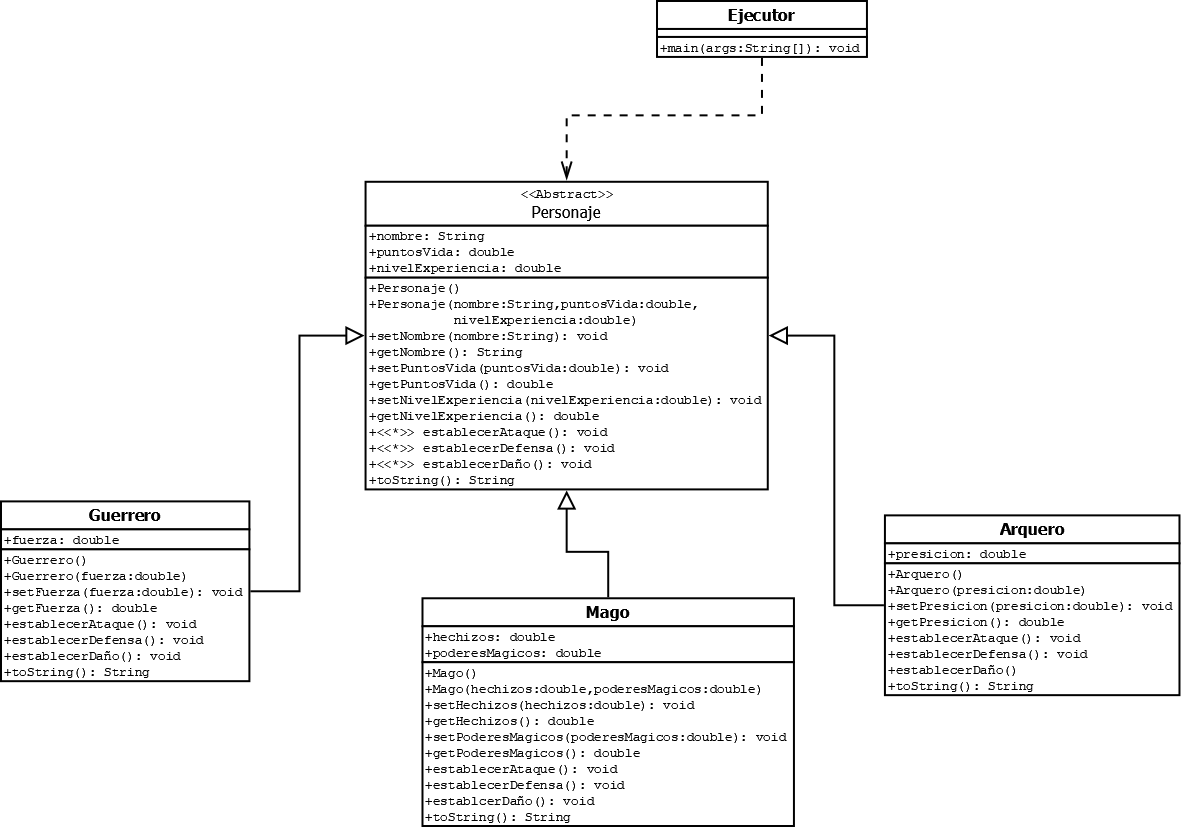 Ejecutor
+main(args:String[]): void
<<Abstract>>
Personaje
+nombre: String
+puntosVida: double
+nivelExperiencia: double
+Personaje()
+Personaje(nombre:String,puntosVida:double,
nivelExperiencia:double)
+setNombre(nombre:String): void
+getNombre(): String
+setPuntosVida(puntosVida:double): void
+getPuntosVida(): double
+setNivelExperiencia(nivelExperiencia:double): void
+getNivelExperiencia(): double
+<<*>> establecerAtaque(): void
+<<*>> establecerDefensa(): void
+<<*>> establecerDaño(): void
+toString(): String
Guerrero
+fuerza: double
+Guerrero()
+Guerrero(fuerza:double)
+setFuerza(fuerza:double): void
+getFuerza(): double
+establecerAtaque(): void
+establecerDefensa(): void
+establecerDaño(): void
+toString(): String
Mago
+hechizos: double
+poderesMagicos: double
+Mago()
+Mago(hechizos:double,poderesMagicos:double)
+setHechizos(hechizos:double): void
+getHechizos(): double
+setPoderesMagicos(poderesMagicos:double): void
+getPoderesMagicos(): double
+establecerAtaque(): void
+establecerDefensa(): void
+establcerDaño(): void
+toString(): String
Arquero
+presicion: double
+Arquero()
+Arquero(presicion:double)
+setPresicion(presicion:double): void
+getPresicion(): double
+establecerAtaque(): void
+establecerDefensa(): void
+establecerDaño()
+toString(): String